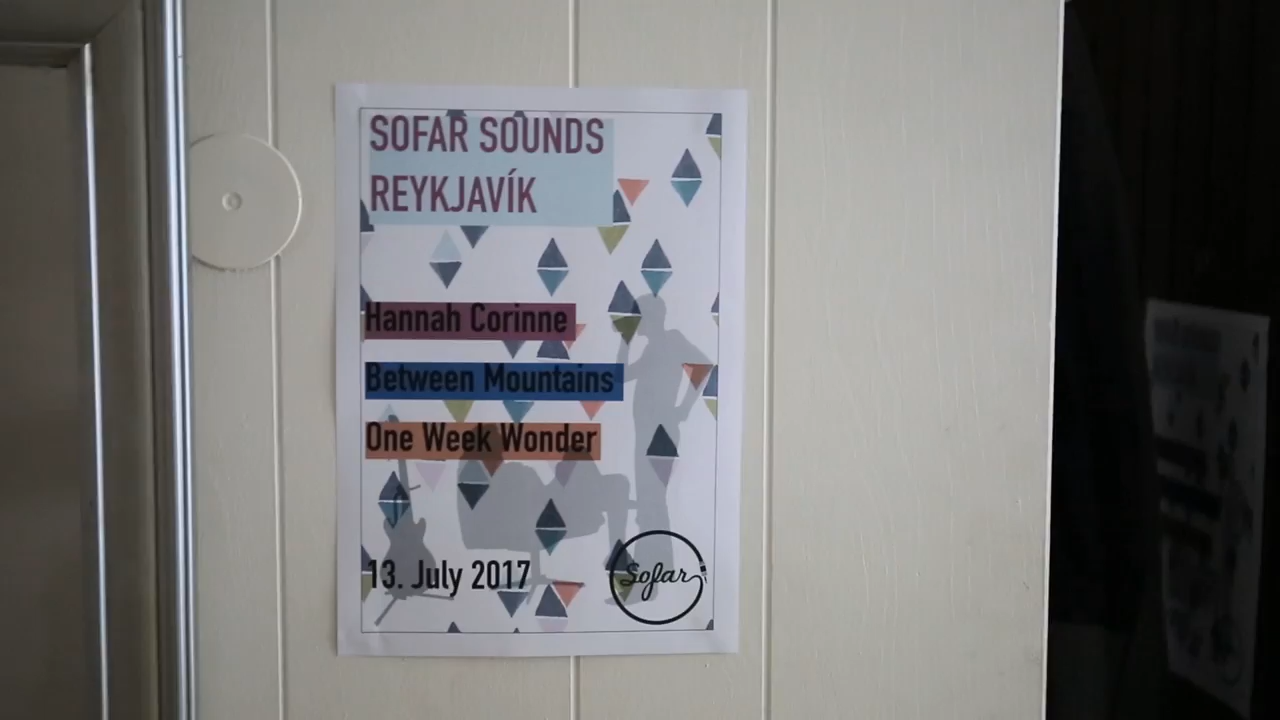 SOFAR SOUNDS
REYKJAVÍK
Hannah Corinne
Between Mountains
One Week Wonder
13. July 2017
Sofar